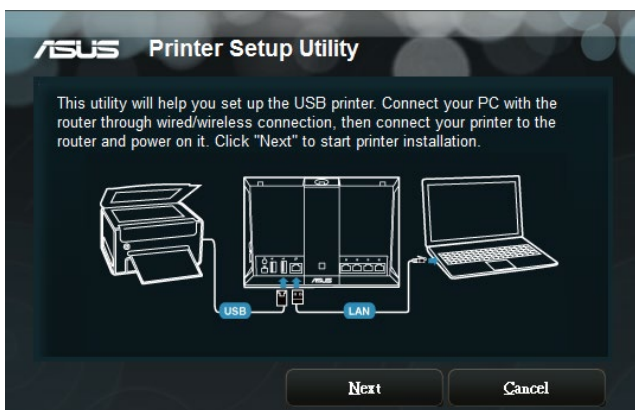 ASUS Printer Setup Utility
This utility will help you set up the USB printer. Connect your PC with the
router through wired/wireless connection, then connect your printer to the
router and power on it. Click "Next" to start printer installation.
ASUS
USB
LAN
Next
Cancel